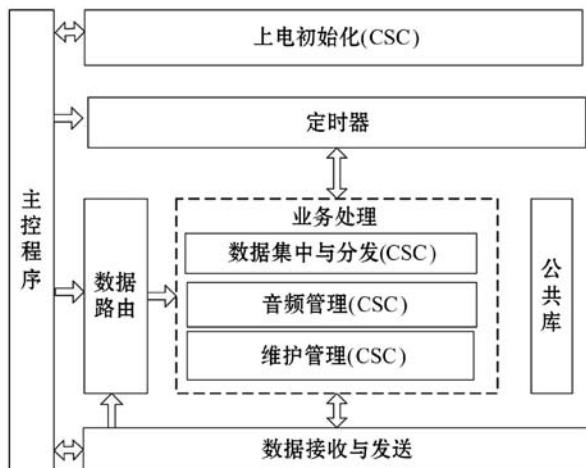 主控程序
上电初始化(CSC)
定时器
业务处理
数据集中与分发(CSC)
音频管理(CSC)
维护管理(CSC)
数据
路由
公共库
数据接收与发送